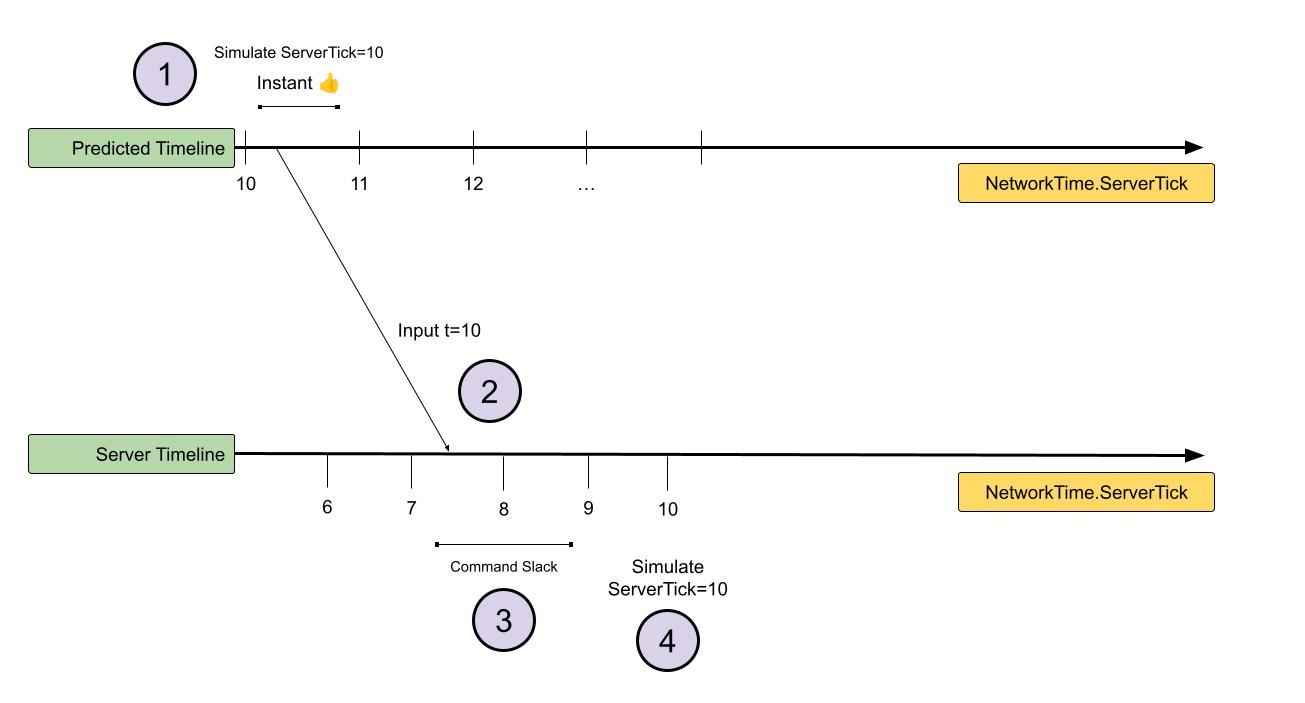 1
Simulate ServerTick=10
Instant 👍
Predicted Timeline
10
11
12
...
NetworkTime.ServerTick
Input t=10
2
Server Timeline
6
7
8
9
10
NetworkTime.ServerTick
Command Slack
3
Simulate
ServerTick=10
4